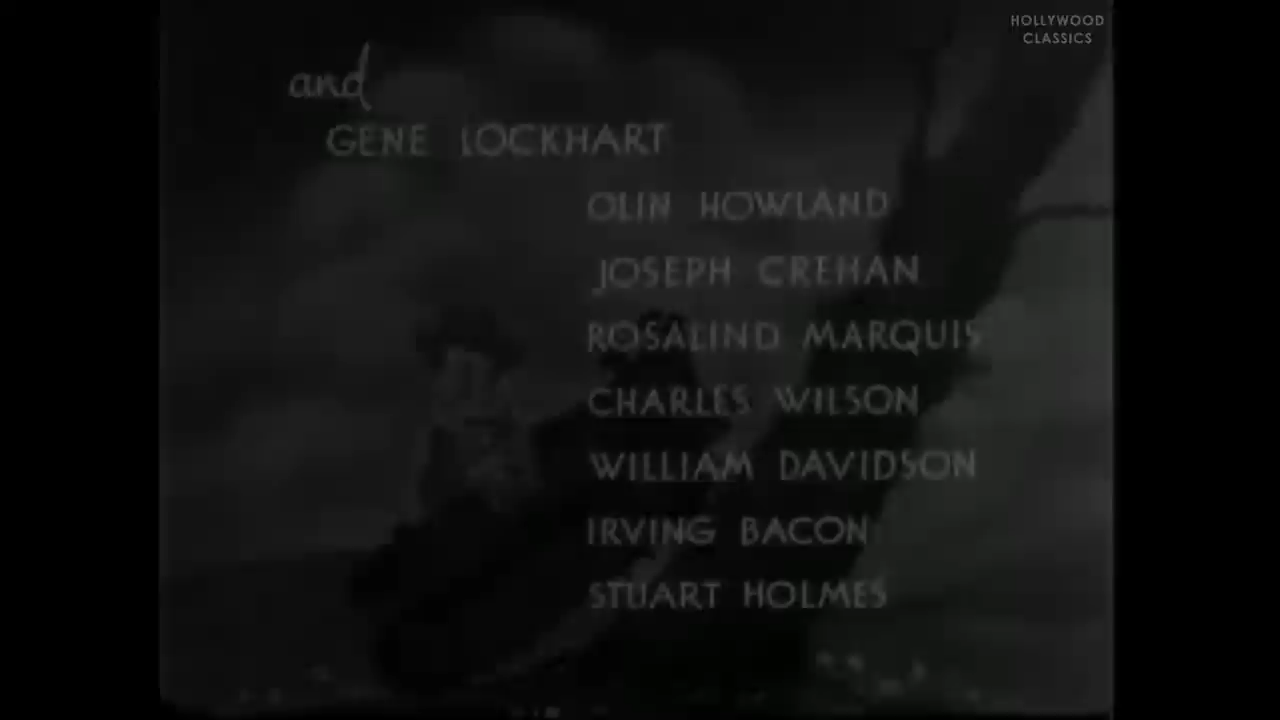 HOLLYWOOD
CLASSICS
and
GENE LOCKHART
OLIN HOWLAND
JOSEPH CREHAN
ROSALIND MARQUIS
CHARLES WILSON
WILLIAM DAVIDSON
IRVING BACON
STUART HOLMES